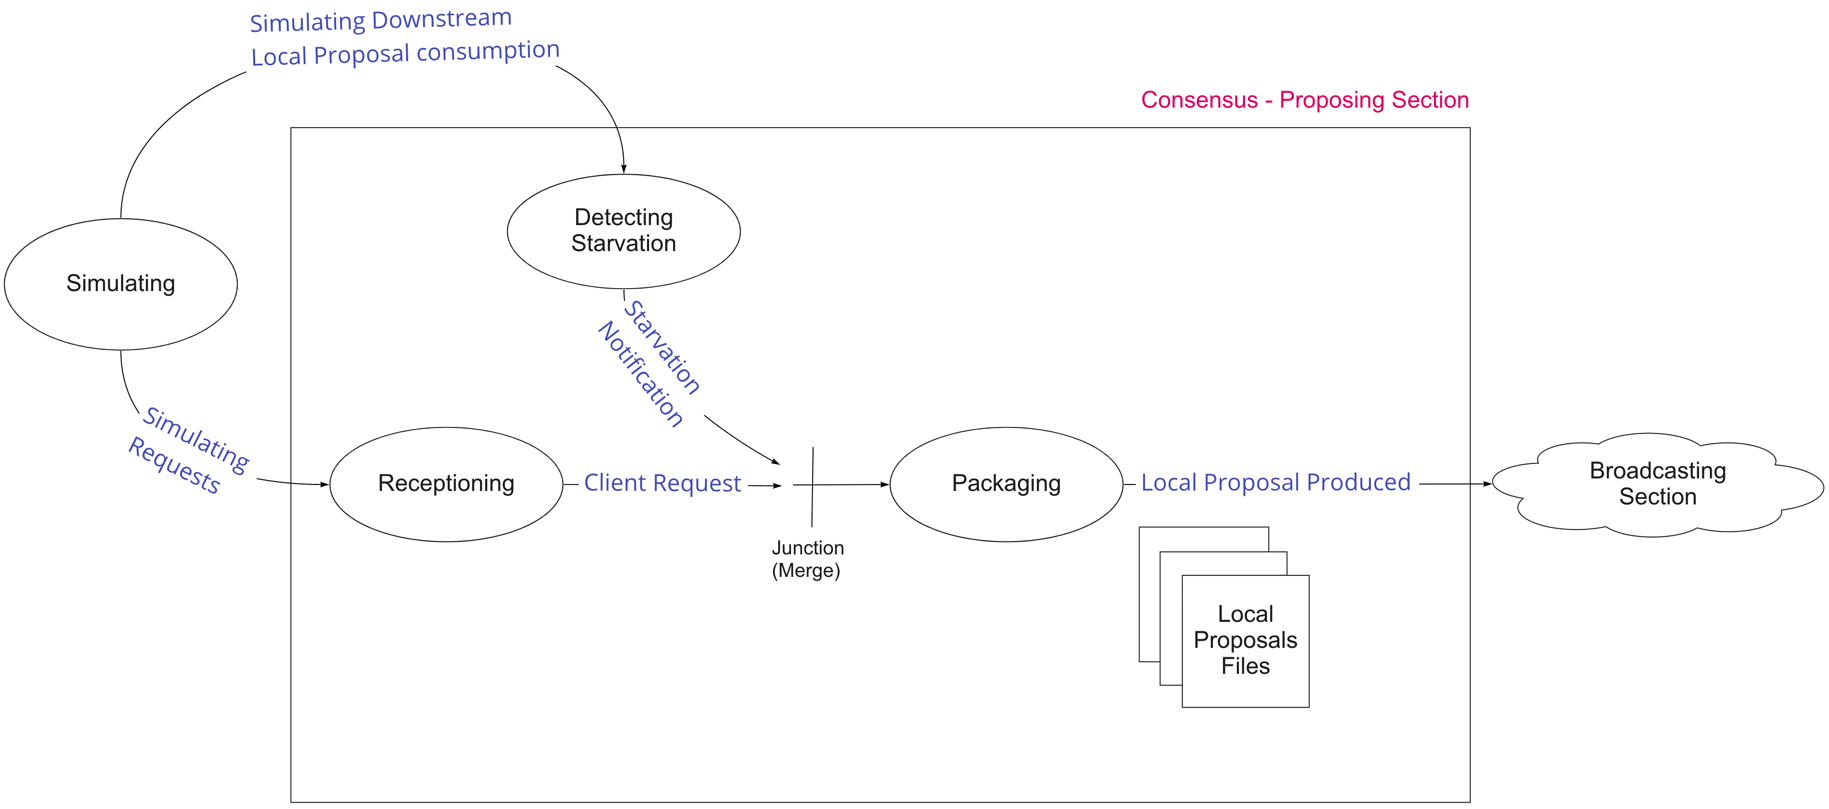 Simulating Downstream
Local Proposal consumption
Consensus - Proposing Section
Detecting
Starvation
Simulating
Starvation
Notification
Simulating
Requests
Receptioning
Client Request
Packaging
Local Proposal Produced
Broadcasting
Section
Junction
(Merge)
Local
Proposals
Files